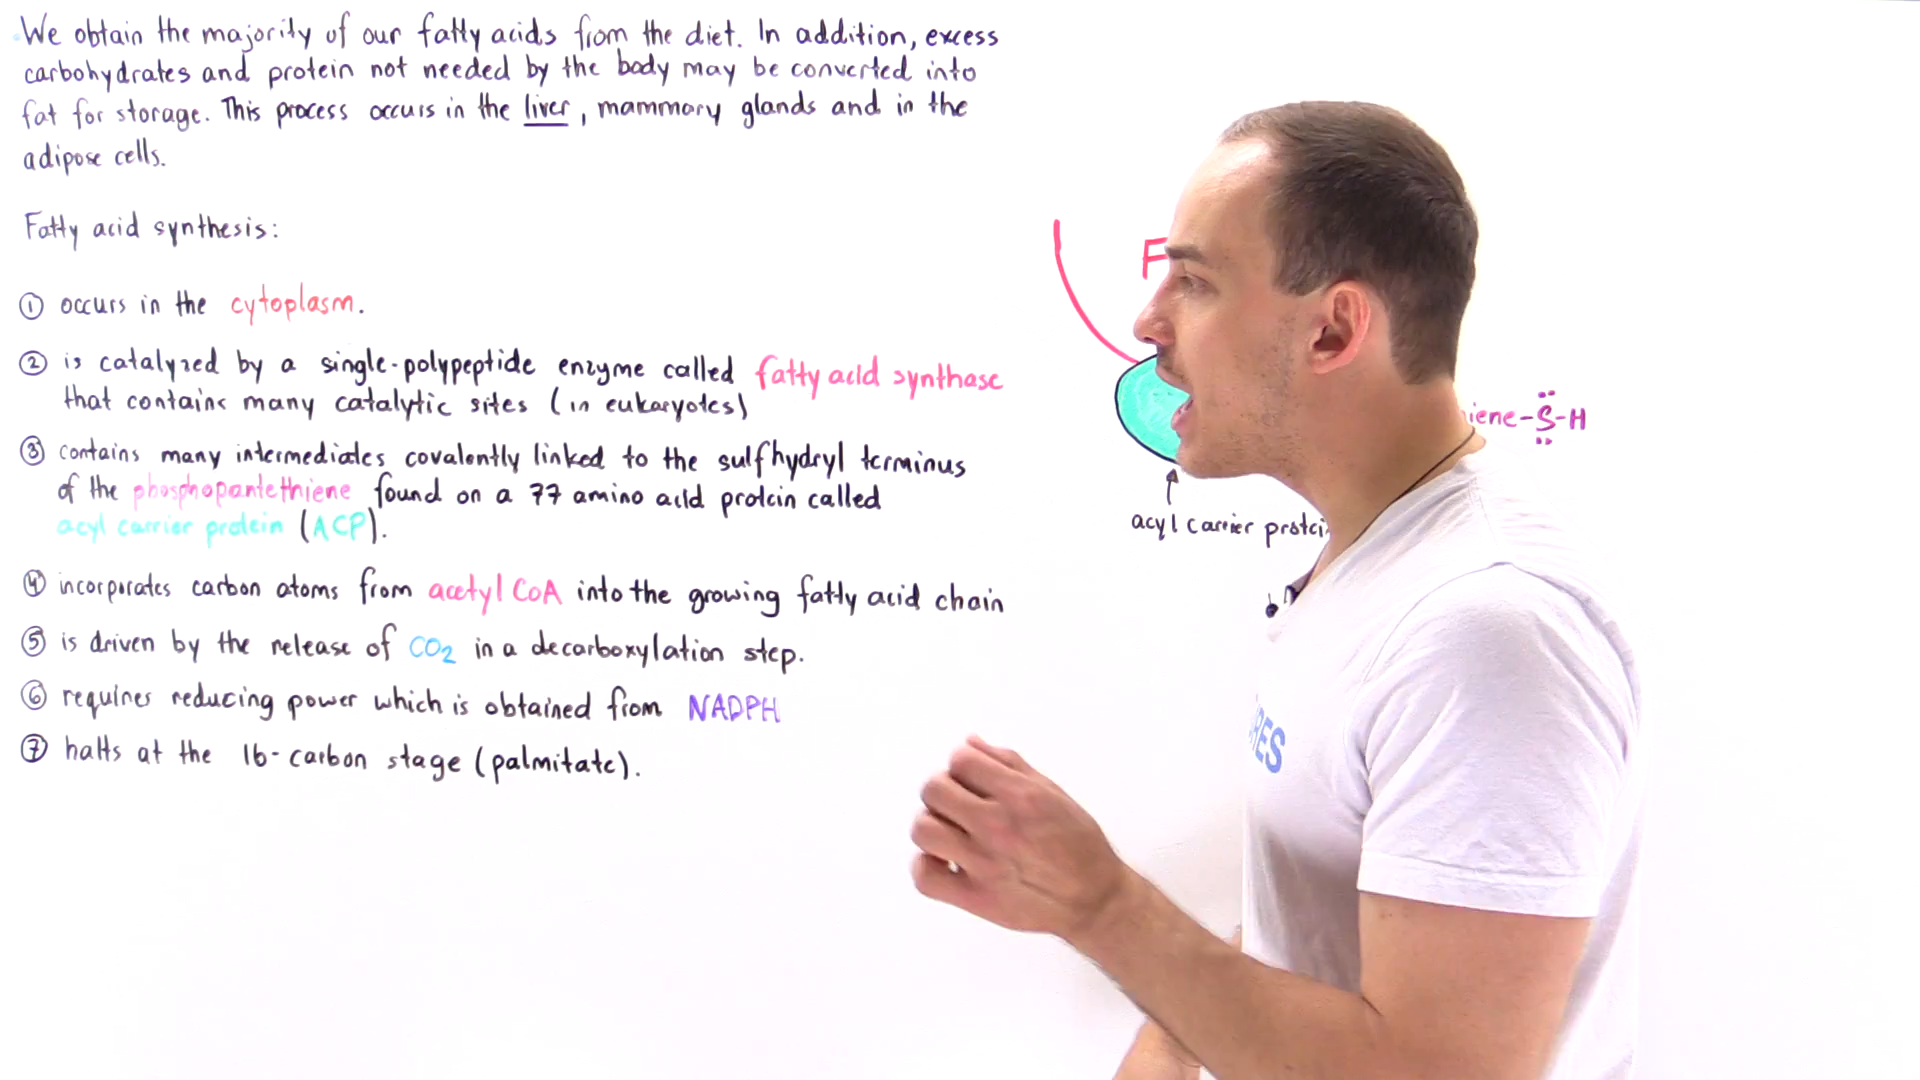 We obtain the majority of our fatty acids from the diet. In addition, excess
carbohydrates and protein not needed by the body may be converted into
fat for storage. This process occurs in the liver, mammary glands and in the
adipose cells.
Fatty acid synthesis:
① occurs in the cytoplasm.
② is catalyzed by a single-polypeptide enzyme called fatty acid synthase
that contains many catalytic sites (in eukaryotes)
③ contains many intermediates covalently linked to the sulfhydryl terminus
of the phosphopantethiene found on a 77 amino acid protein called
acyl carrier protein (ACP).
④ incorporates carbon atoms from acetyl CoA into the growing fatty acid chain
⑤ is driven by the release of CO2 in a decarboxylation step.
⑥ requires reducing power which is obtained from NADPH
⑦ halts at the 16-carbon stage (palmitate).
F
iene-S-H
acyl carrier protei
RES